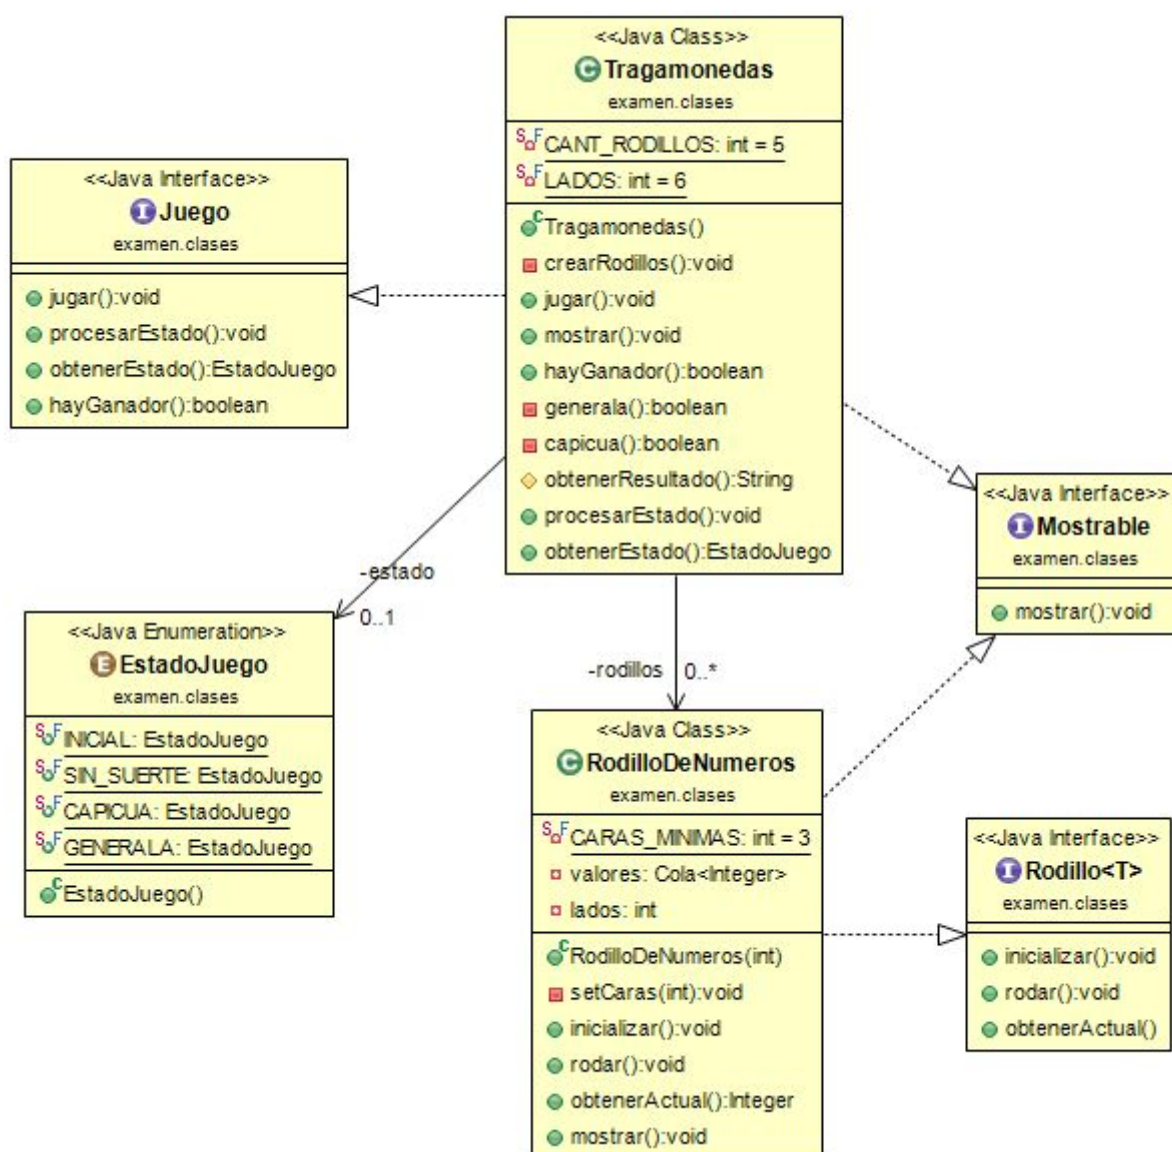 <<Java Class>>
Tragamonedas
examen.clases
CANT_RODILLOS: int = 5
LADOS: int = 6
Tragamonedas()
crearRodillos():void
jugar():void
mostrar():void
hayGanador():boolean
generala():boolean
capicua():boolean
obtenerResultado():String
procesarEstado():void
obtenerEstado():EstadoJuego
<<Java Interface>>
Juego
examen.clases
jugar():void
procesarEstado():void
obtenerEstado():EstadoJuego
hayGanador():boolean
<<Java Interface>>
Mostrable
examen.clases
mostrar():void
-estado
0..1
<<Java Enumeration>>
EstadoJuego
examen.clases
INICIAL: EstadoJuego
SIN_SUERTE: EstadoJuego
CAPICUA: EstadoJuego
GENERALA: EstadoJuego
EstadoJuego()
-rodillos
0..*
<<Java Class>>
RodilloDeNumeros
examen.clases
CARAS_MINIMAS: int = 3
valores: Cola<Integer>
lados: int
RodilloDeNumeros(int)
setCaras(int):void
inicializar():void
rodar():void
obtenerActual():Integer
mostrar():void
<<Java Interface>>
Rodillo<T>
examen.clases
inicializar():void
rodar():void
obtenerActual()